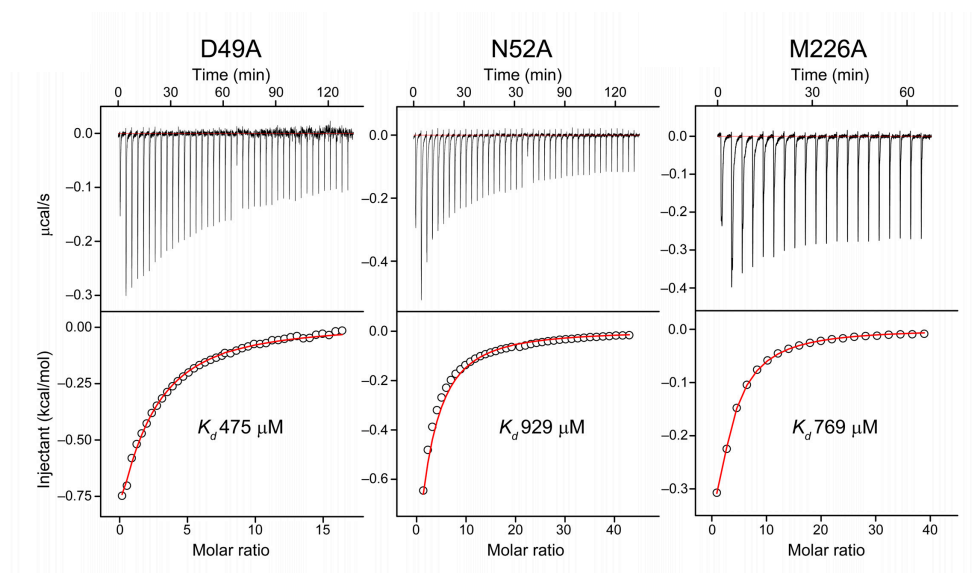 D49A N52A M226A
Time (min) Time (min) Time (min)
0 30 60 90 120 0 30 30 60 90 120 0 30 60
0.0 0.0 0.0
–0.1 –0.2 –0.1
–0.2 –0.4 –0.2
–0.3 –0.3
–0.4
μcal/s
0.00 0.0 0.0
–0.25 –0.2 –0.1
–0.50 –0.4 –0.2
–0.75 –0.6 –0.3
Injectant (kcal/mol)
Kd 475 μM Kd 929 μM Kd 769 μM
0 5 10 15 0 10 20 30 40 0 10 20 30 40
Molar ratio Molar ratio Molar ratio